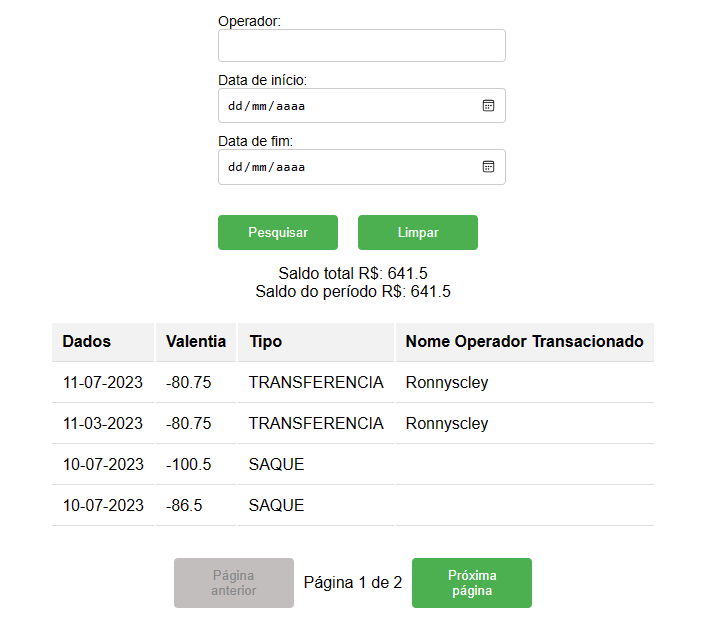 Operador:
Data de início:
dd/mm/aaaa
Data de fim:
dd/mm/aaaa
Pesquisar Limpar
Saldo total R$: 641.5
Saldo do período R$: 641.5
Dados Valentia Tipo Nome Operador Transacionado
11-07-2023 -80.75 TRANSFERENCIA Ronnyscley
11-03-2023 -80.75 TRANSFERENCIA Ronnyscley
10-07-2023 -100.5 SAQUE
10-07-2023 -86.5 SAQUE
Página
anterior
Página 1 de 2
Próxima
página